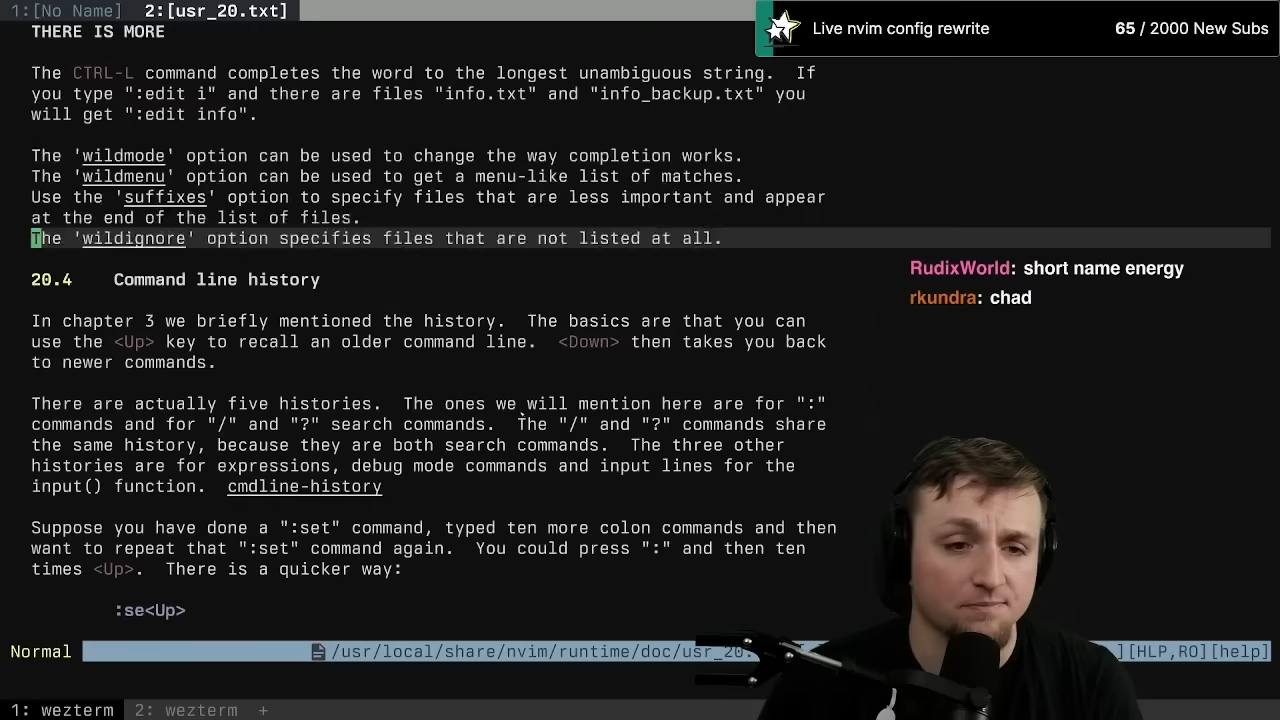 1:[No Name]  2:[usr_20.txt]
Live nvim config rewrite 65 / 2000 New Subs
THERE IS MORE
The CTRL-L command completes the word to the longest unambiguous string.  If
you type ":edit i" and there are files "info.txt" and "info_backup.txt" you
will get ":edit info".
The 'wildmode' option can be used to change the way completion works.
The 'wildmenu' option can be used to get a menu-like list of matches.
Use the 'suffixes' option to specify files that are less important and appear
at the end of the list of files.
The 'wildignore' option specifies files that are not listed at all.
RudixWorld: short name energy
rkundra: chad
20.4    Command line history
In chapter 3 we briefly mentioned the history.  The basics are that you can
use the <Up> key to recall an older command line.  <Down> then takes you back
to newer commands.
There are actually five histories.  The ones we will mention here are for ":"
commands and for "/" and "?" search commands.  The "/" and "?" commands share
the same history, because they are both search commands.  The three other
histories are for expressions, debug mode commands and input lines for the
input() function.  cmdline-history
Suppose you have done a ":set" command, typed ten more colon commands and then
want to repeat that ":set" command again.  You could press ":" and then ten
times <Up>.  There is a quicker way:
:se<Up>
Normal /usr/local/share/nvim/runtime/doc/usr_20. ][HLP,RO][help]
1: wezterm  2: wezterm  +